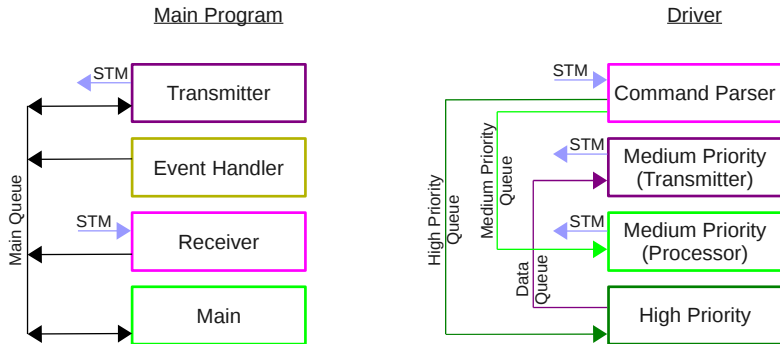 Main Program
STM
Transmitter
Event Handler
STM
Receiver
Main
Main Queue
Driver
STM
Command Parser
STM
Medium Priority
(Transmitter)
STM
Medium Priority
(Processor)
High Priority
High Priority
Queue
Medium Priority
Queue
Data
Queue